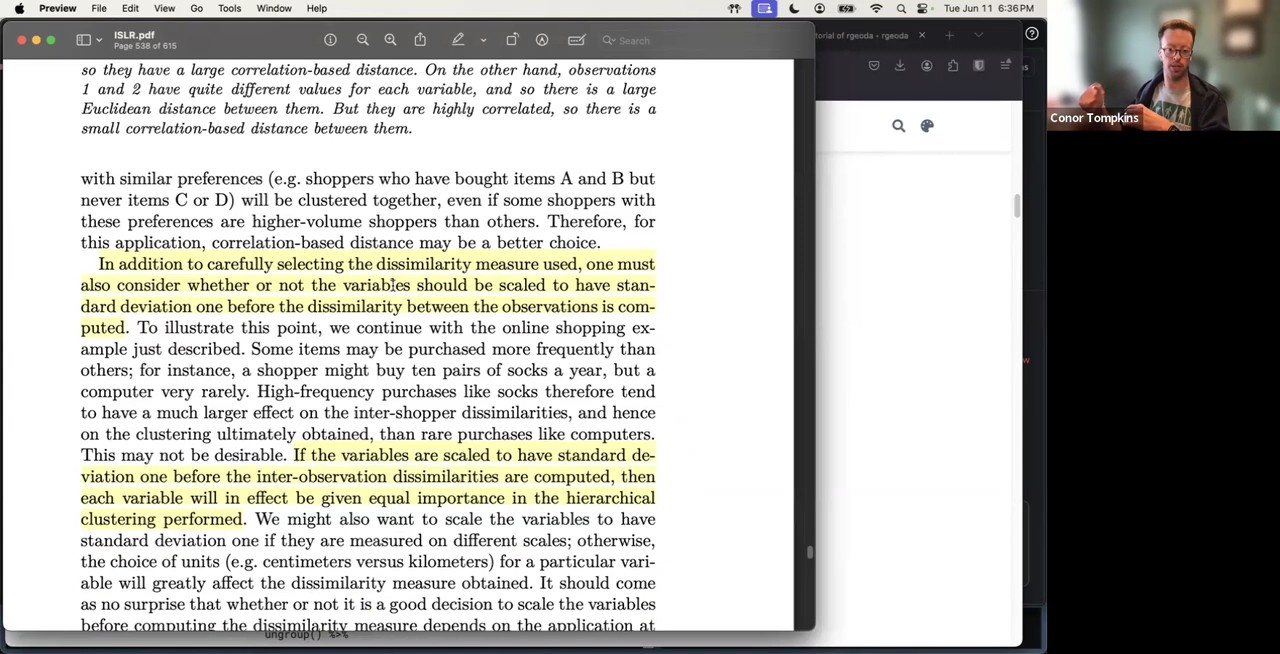 Preview File Edit View Go Tools Window Help Tue Jun 11 6:36 PM
ISLR.pdf
Page 538 of 615
Search
torial of rgeoda • rgeoda
so they have a large correlation-based distance. On the other hand, observations
1 and 2 have quite different values for each variable, and so there is a large
Euclidean distance between them. But they are highly correlated, so there is a
small correlation-based distance between them.
with similar preferences (e.g. shoppers who have bought items A and B but
never items C or D) will be clustered together, even if some shoppers with
these preferences are higher-volume shoppers than others. Therefore, for
this application, correlation-based distance may be a better choice.
In addition to carefully selecting the dissimilarity measure used, one must
also consider whether or not the variables should be scaled to have stan-
dard deviation one before the dissimilarity between the observations is com-
puted. To illustrate this point, we continue with the online shopping ex-
ample just described. Some items may be purchased more frequently than
others; for instance, a shopper might buy ten pairs of socks a year, but a
computer very rarely. High-frequency purchases like socks therefore tend
to have a much larger effect on the inter-shopper dissimilarities, and hence
on the clustering ultimately obtained, than rare purchases like computers.
This may not be desirable. If the variables are scaled to have standard de-
viation one before the inter-observation dissimilarities are computed, then
each variable will in effect be given equal importance in the hierarchical
clustering performed. We might also want to scale the variables to have
standard deviation one if they are measured on different scales; otherwise,
the choice of units (e.g. centimeters versus kilometers) for a particular vari-
able will greatly affect the dissimilarity measure obtained. It should come
as no surprise that whether or not it is a good decision to scale the variables
before computing the dissimilarity measure depends on the application at
ungroup() %>%
Conor Tompkins